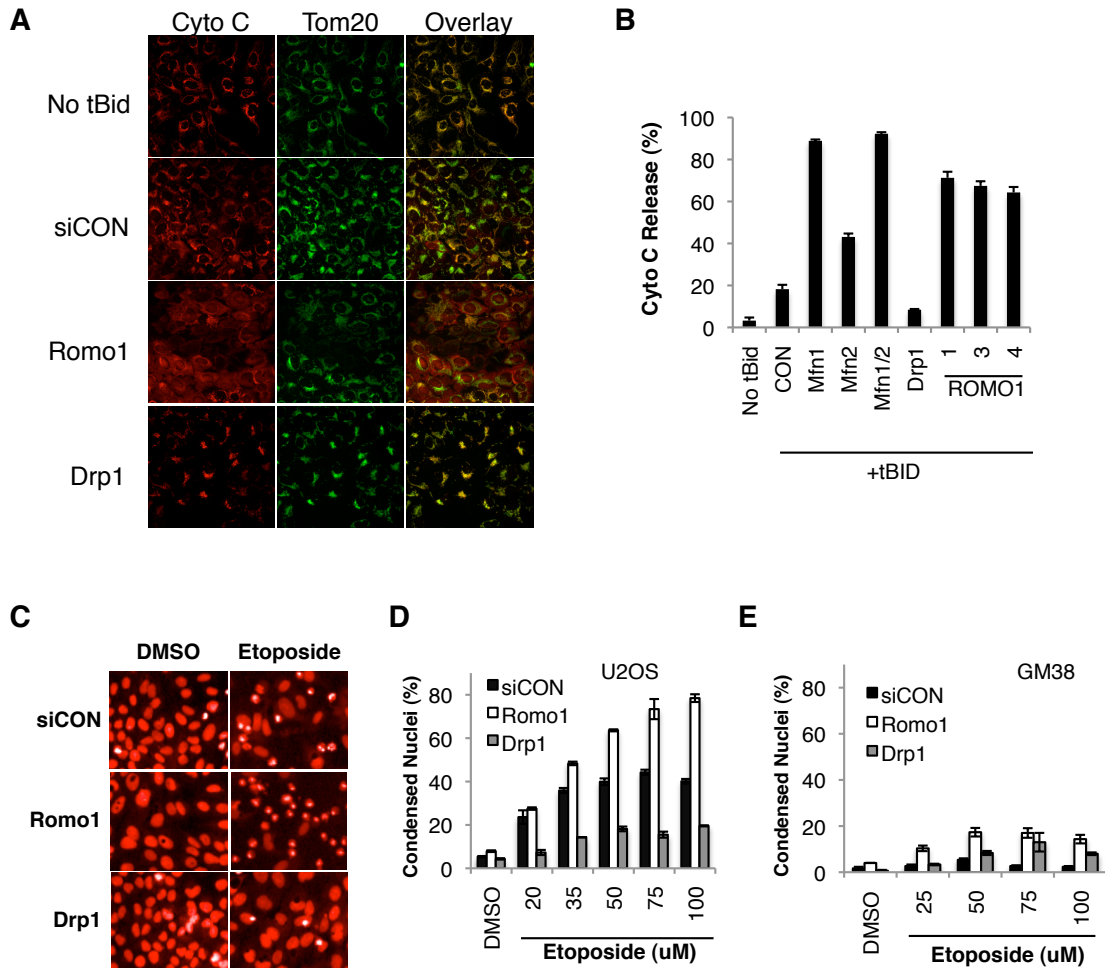 A
Cyto C Tom20 Overlay
No tBid
siCON
Romo1
Drp1
B
Cyto C Release (%)
100
80
60
40
20
0
No tBid
CON
Mfn1
Mfn2
Mfn1/2
Drp1
1
3
4
ROMO1
+tBID
C
DMSO Etoposide
siCON
Romo1
Drp1
D
U2OS
Condensed Nuclei (%)
80
60
40
20
0
siCON
Romo1
Drp1
DMSO
20
35
50
75
100
Etoposide (uM)
E
GM38
Condensed Nuclei (%)
80
60
40
20
0
siCON
Romo1
Drp1
DMSO
25
50
75
100
Etoposide (uM)